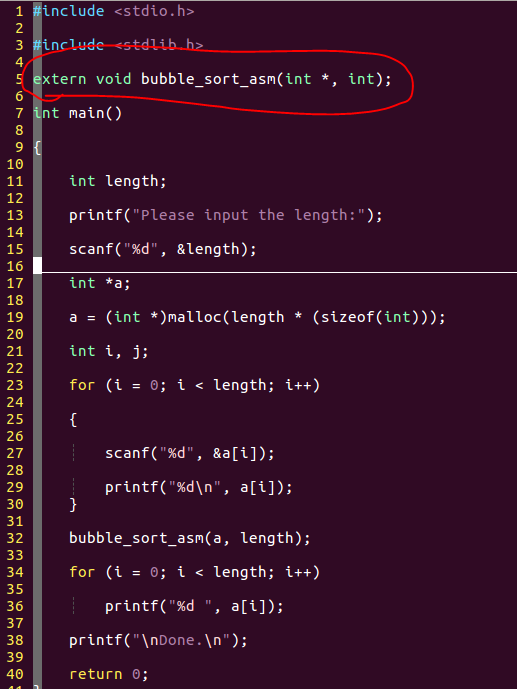 1 #include <stdio.h>
2
3 #include <stdlib.h>
4
5 extern void bubble_sort_asm(int *, int);
6
7 int main()
8
9 {
10
11 int length;
12
13 printf("Please input the length:");
14
15 scanf("%d", &length);
16
17 int *a;
18
19 a = (int *)malloc(length * (sizeof(int)));
20
21 int i, j;
22
23 for (i = 0; i < length; i++)
24
25 {
26
27 scanf("%d", &a[i]);
28
29 printf("%d\n", a[i]);
30 }
31
32 bubble_sort_asm(a, length);
33
34 for (i = 0; i < length; i++)
35
36 printf("%d ", a[i]);
37
38 printf("\nDone.\n");
39
40 return 0;
41 }